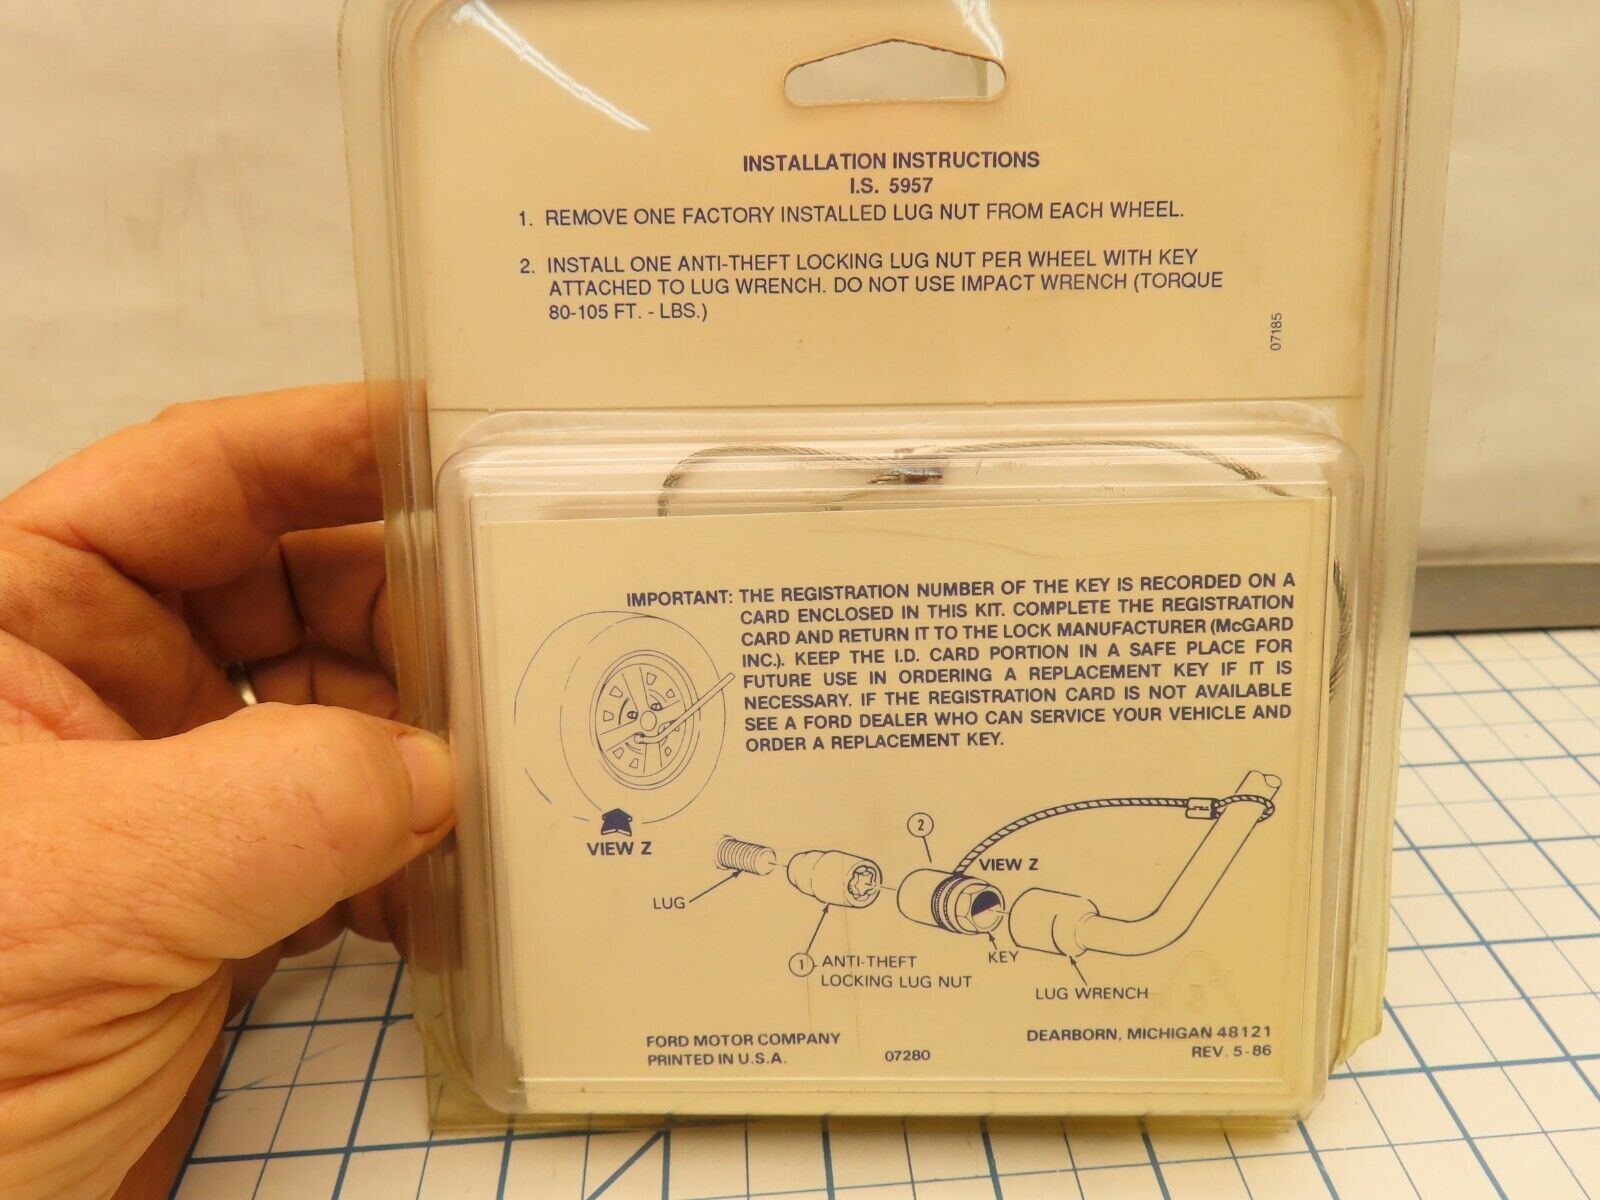 INSTALLATION INSTRUCTIONS
I.S. 5957
1. REMOVE ONE FACTORY INSTALLED LUG NUT FROM EACH WHEEL.
2. INSTALL ONE ANTI-THEFT LOCKING LUG NUT PER WHEEL WITH KEY
ATTACHED TO LUG WRENCH. DO NOT USE IMPACT WRENCH (TORQUE
80-105 FT. - LBS.)
07185
IMPORTANT: THE REGISTRATION NUMBER OF THE KEY IS RECORDED ON A
CARD ENCLOSED IN THIS KIT. COMPLETE THE REGISTRATION
CARD AND RETURN IT TO THE LOCK MANUFACTURER (McGARD
INC.). KEEP THE I.D. CARD PORTION IN A SAFE PLACE FOR
FUTURE USE IN ORDERING A REPLACEMENT KEY IF IT IS
NECESSARY. IF THE REGISTRATION CARD IS NOT AVAILABLE
SEE A FORD DEALER WHO CAN SERVICE YOUR VEHICLE AND
ORDER A REPLACEMENT KEY.
VIEW Z
2
VIEW Z
LUG
KEY
1 ANTI-THEFT
LOCKING LUG NUT
LUG WRENCH
FORD MOTOR COMPANY
PRINTED IN U.S.A.
07280
DEARBORN, MICHIGAN 48121
REV. 5-86